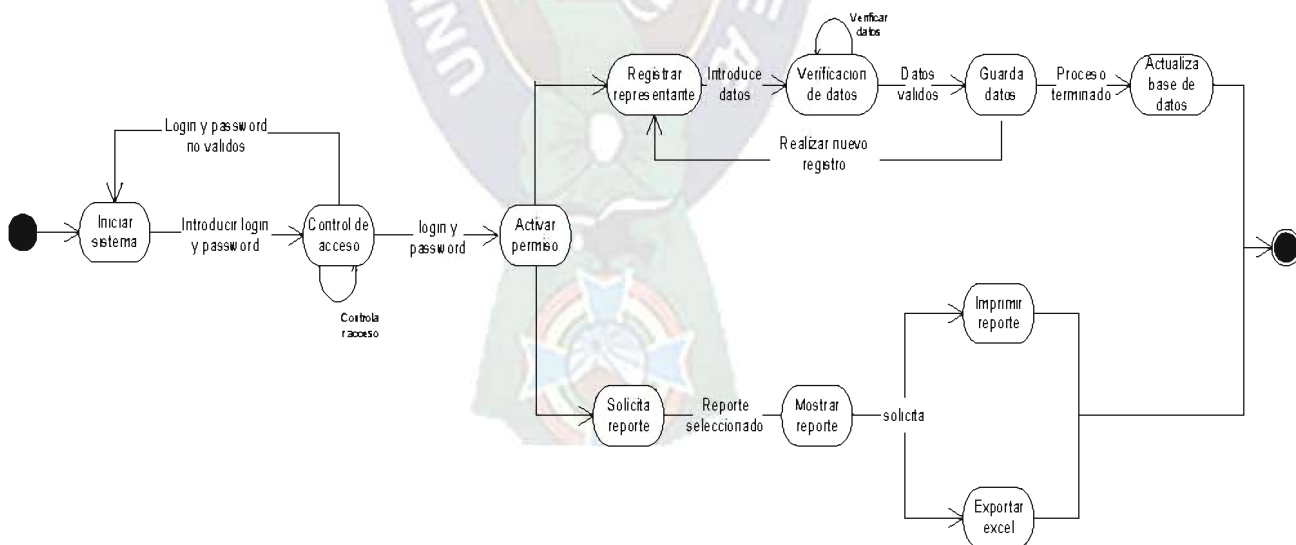 Verificar
datos
Registrar
representante
Introduce
datos
Verificacion
de datos
Datos
validos
Guarda
datos
Proceso
terminado
Actualiza
base de
datos
Realizar nuevo
registro
Login y password
no validos
Iniciar
sistema
Introducir login
y password
Control de
acceso
login y
password
Activar
permiso
Controla
r acceso
Imprimir
reporte
Solicita
reporte
Reporte
seleccionado
Mostrar
reporte
solicita
Exportar
excel
UNI